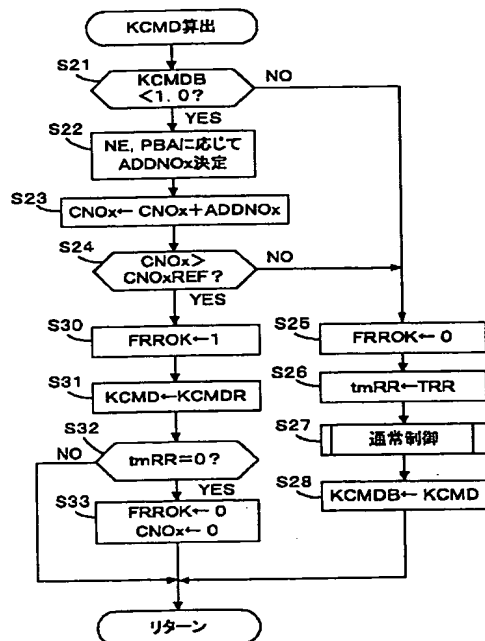 KCMD算出
S21
KCMDB
<1.0?
NO
YES
S22
NE, PBAに応じて
ADDNOx決定
S23
CNOx← CNOx+ADDNOx
S24
CNOx>
CNOxREF?
NO
YES
S30
FRROK←1
S31
KCMD←KCMDR
S32
tmRR=0?
NO
YES
S33
FRROK← 0
CNOx← 0
S25
FRROK← 0
S26
tmRR←TRR
S27
通常制御
S28
KCMDB← KCMD
リターン